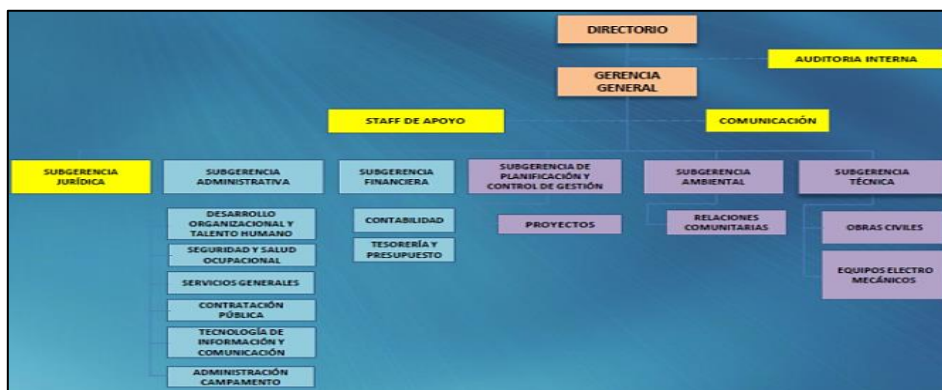 DIRECTORIO
AUDITORIA INTERNA
GERENCIA
GENERAL
STAFF DE APOYO
COMUNICACIÓN
SUBGERENCIA
JURÍDICA
SUBGERENCIA
ADMINISTRATIVA
SUBGERENCIA
FINANCIERA
SUBGERENCIA DE
PLANIFICACIÓN Y
CONTROL DE GESTIÓN
SUBGERENCIA
AMBIENTAL
SUBGERENCIA
TÉCNICA
DESARROLLO
ORGANIZACIONAL Y
TALENTO HUMANO
SEGURIDAD Y SALUD
OCUPACIONAL
SERVICIOS GENERALES
CONTRATACIÓN
PÚBLICA
TECNOLOGÍA DE
INFORMACIÓN Y
COMUNICACIÓN
ADMINISTRACIÓN
CAMPAMENTO
CONTABILIDAD
TESORERÍA Y
PRESUPUESTO
PROYECTOS
RELACIONES
COMUNITARIAS
OBRAS CIVILES
EQUIPOS ELECTRO
MECÁNICOS